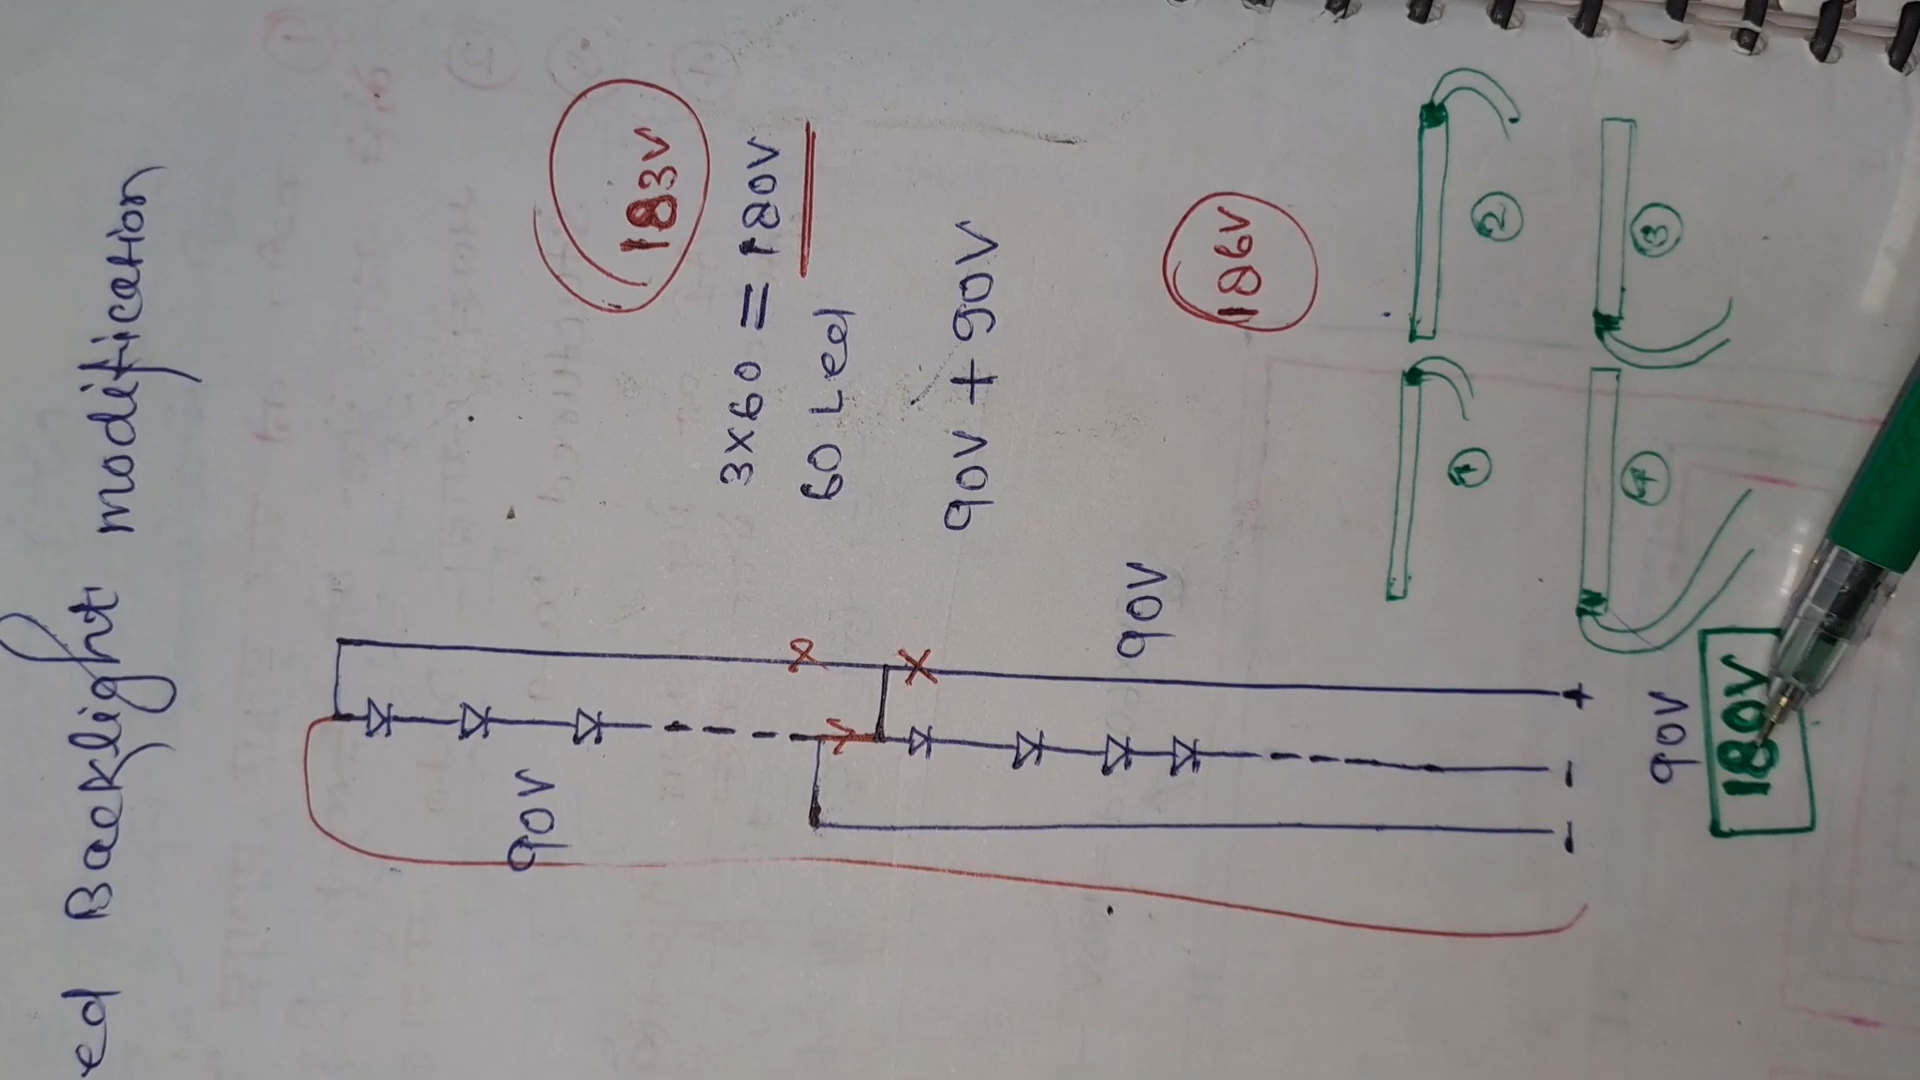 ed Backlight modification
183V
3x60 = 180V
60 Led
90V + 90V
186V
90V
90V
+
-
-
90V
180V
1
2
3
4